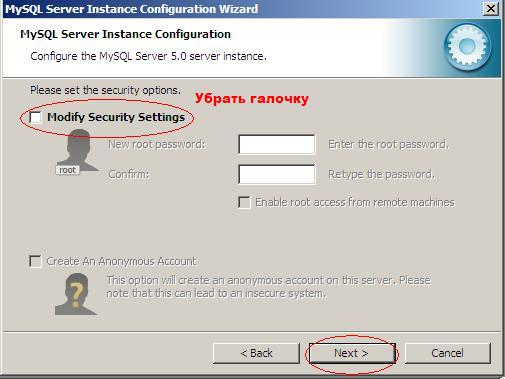 MySQL Server Instance Configuration Wizard
MySQL Server Instance Configuration
Configure the MySQL Server 5.0 server instance.
Please set the security options.
Убрать галочку
Modify Security Settings
New root password:
Enter the root password.
root
Confirm:
Retype the password.
Enable root access from remote machines
Create An Anonymous Account
This option will create an anonymous account on this server. Please
note that this can lead to an insecure system.
< Back
Next >
Cancel